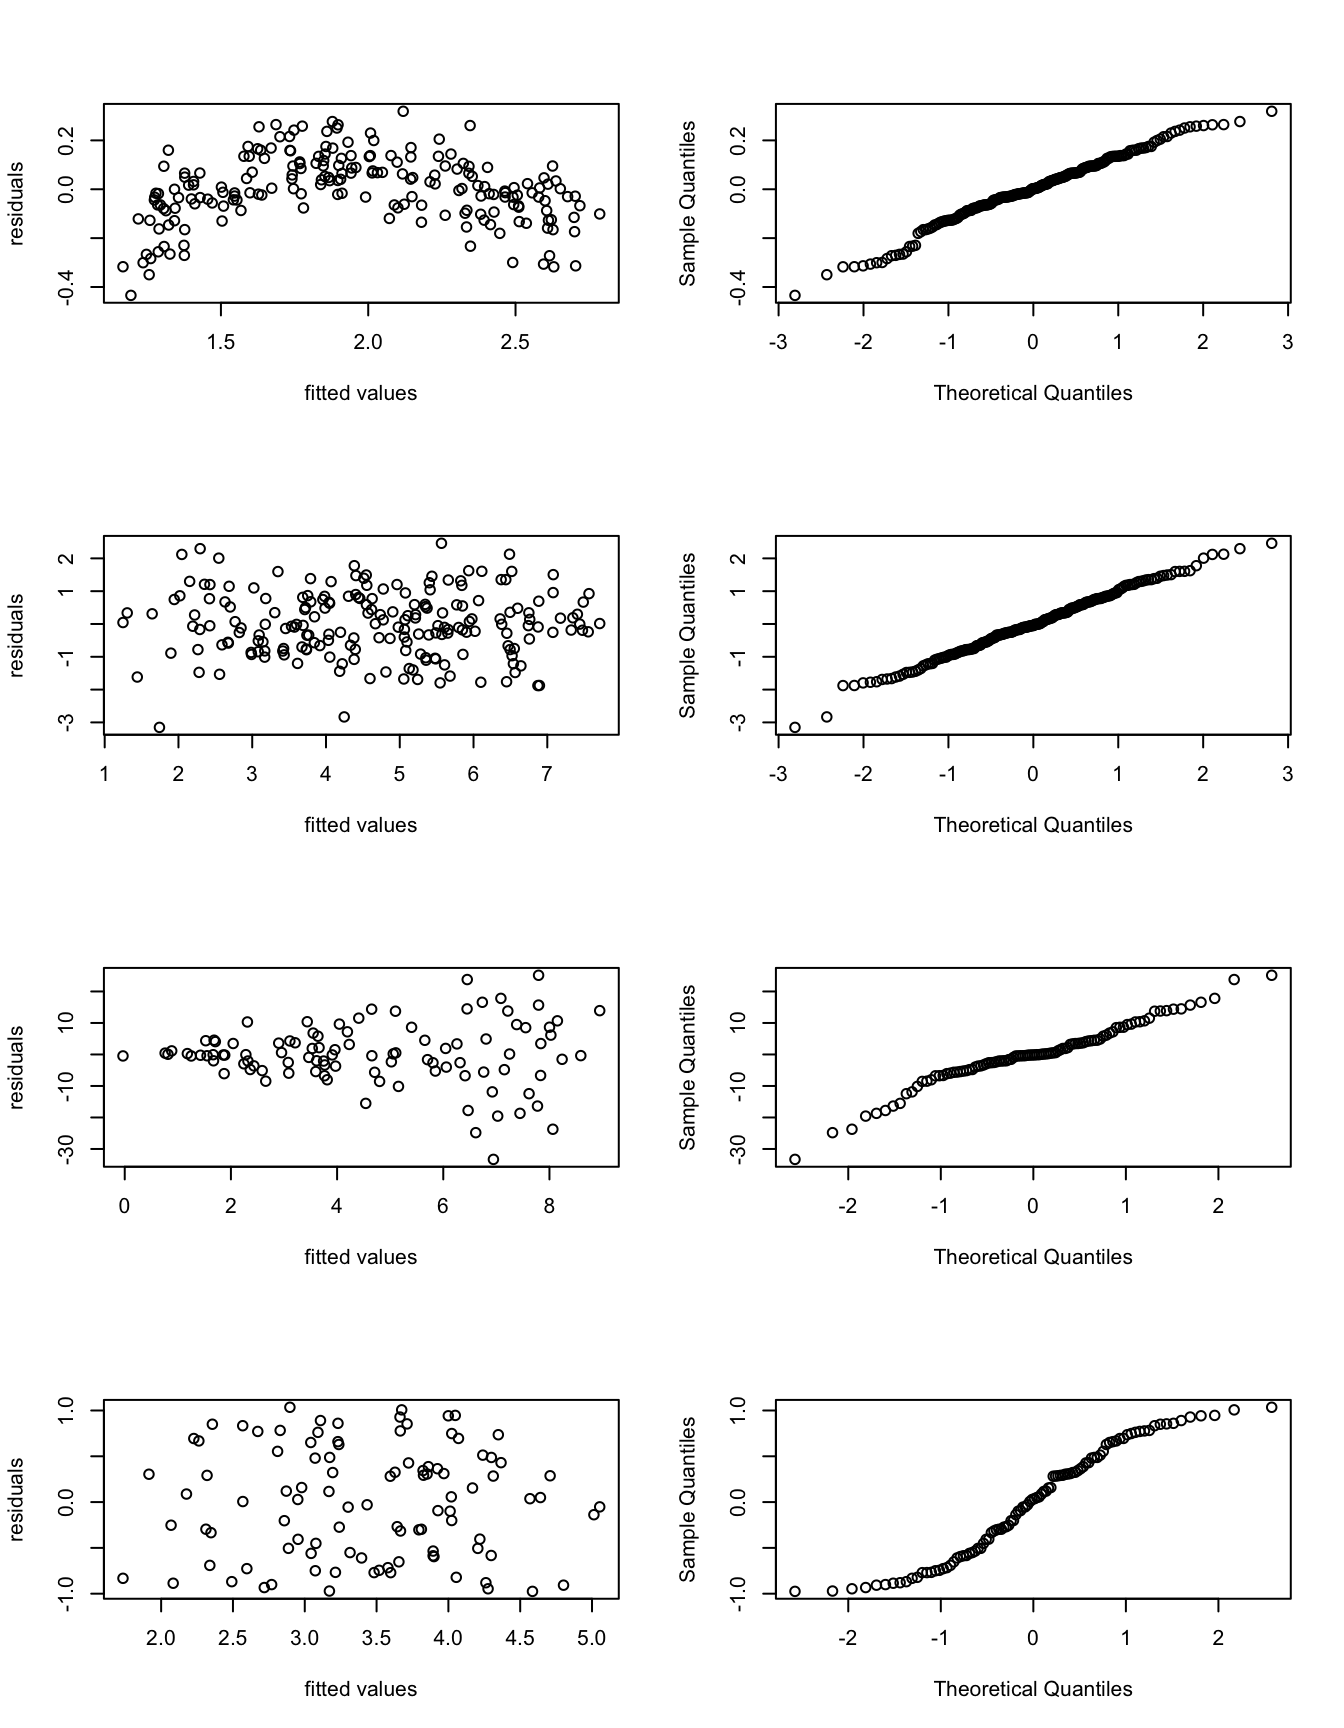 residuals
0.2
0.0
-0.4
1.5 2.0 2.5
fitted values
Sample Quantiles
0.2
0.0
-0.4
-3 -2 -1 0 1 2 3
Theoretical Quantiles
residuals
2
1
-1
-3
1 2 3 4 5 6 7
fitted values
Sample Quantiles
2
1
-1
-3
-3 -2 -1 0 1 2 3
Theoretical Quantiles
residuals
10
-10
-30
0 2 4 6 8
fitted values
Sample Quantiles
10
-10
-30
-2 -1 0 1 2
Theoretical Quantiles
residuals
1.0
0.0
-1.0
2.0 2.5 3.0 3.5 4.0 4.5 5.0
fitted values
Sample Quantiles
1.0
0.0
-1.0
-2 -1 0 1 2
Theoretical Quantiles